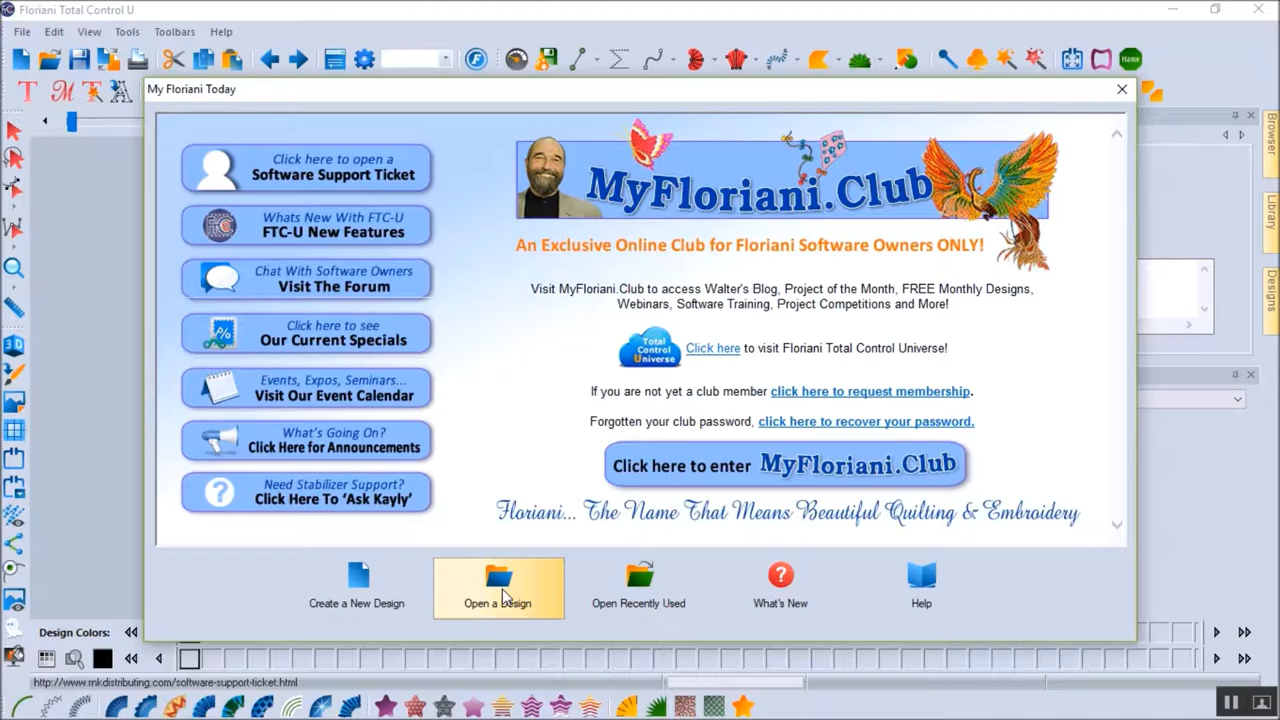 Floriani Total Control U
File Edit View Tools Toolbars Help
Name
My Floriani Today
Click here to open a
Software Support Ticket
Whats New With FTC-U
FTC-U New Features
Chat With Software Owners
Visit The Forum
Click here to see
Our Current Specials
Events, Expos, Seminars...
Visit Our Event Calendar
What's Going On?
Click Here for Announcements
Need Stabilizer Support?
Click Here To ‘Ask Kayly’
MyFloriani.Club
An Exclusive Online Club for Floriani Software Owners ONLY!
Visit MyFloriani.Club to access Walter's Blog, Project of the Month, FREE Monthly Designs,
Webinars, Software Training, Project Competitions and More!
Total
Control
Universe
Click here to visit Floriani Total Control Universe!
If you are not yet a club member click here to request membership.
Forgotten your club password, click here to recover your password.
Click here to enter MyFloriani.Club
Floriani... The Name That Means Beautiful Quilting & Embroidery
Create a New Design
Open a Design
Open Recently Used
What's New
Help
Browser
Library
Designs
3D
Design Colors:
http://www.rnkdistributing.com/software-support-ticket.html